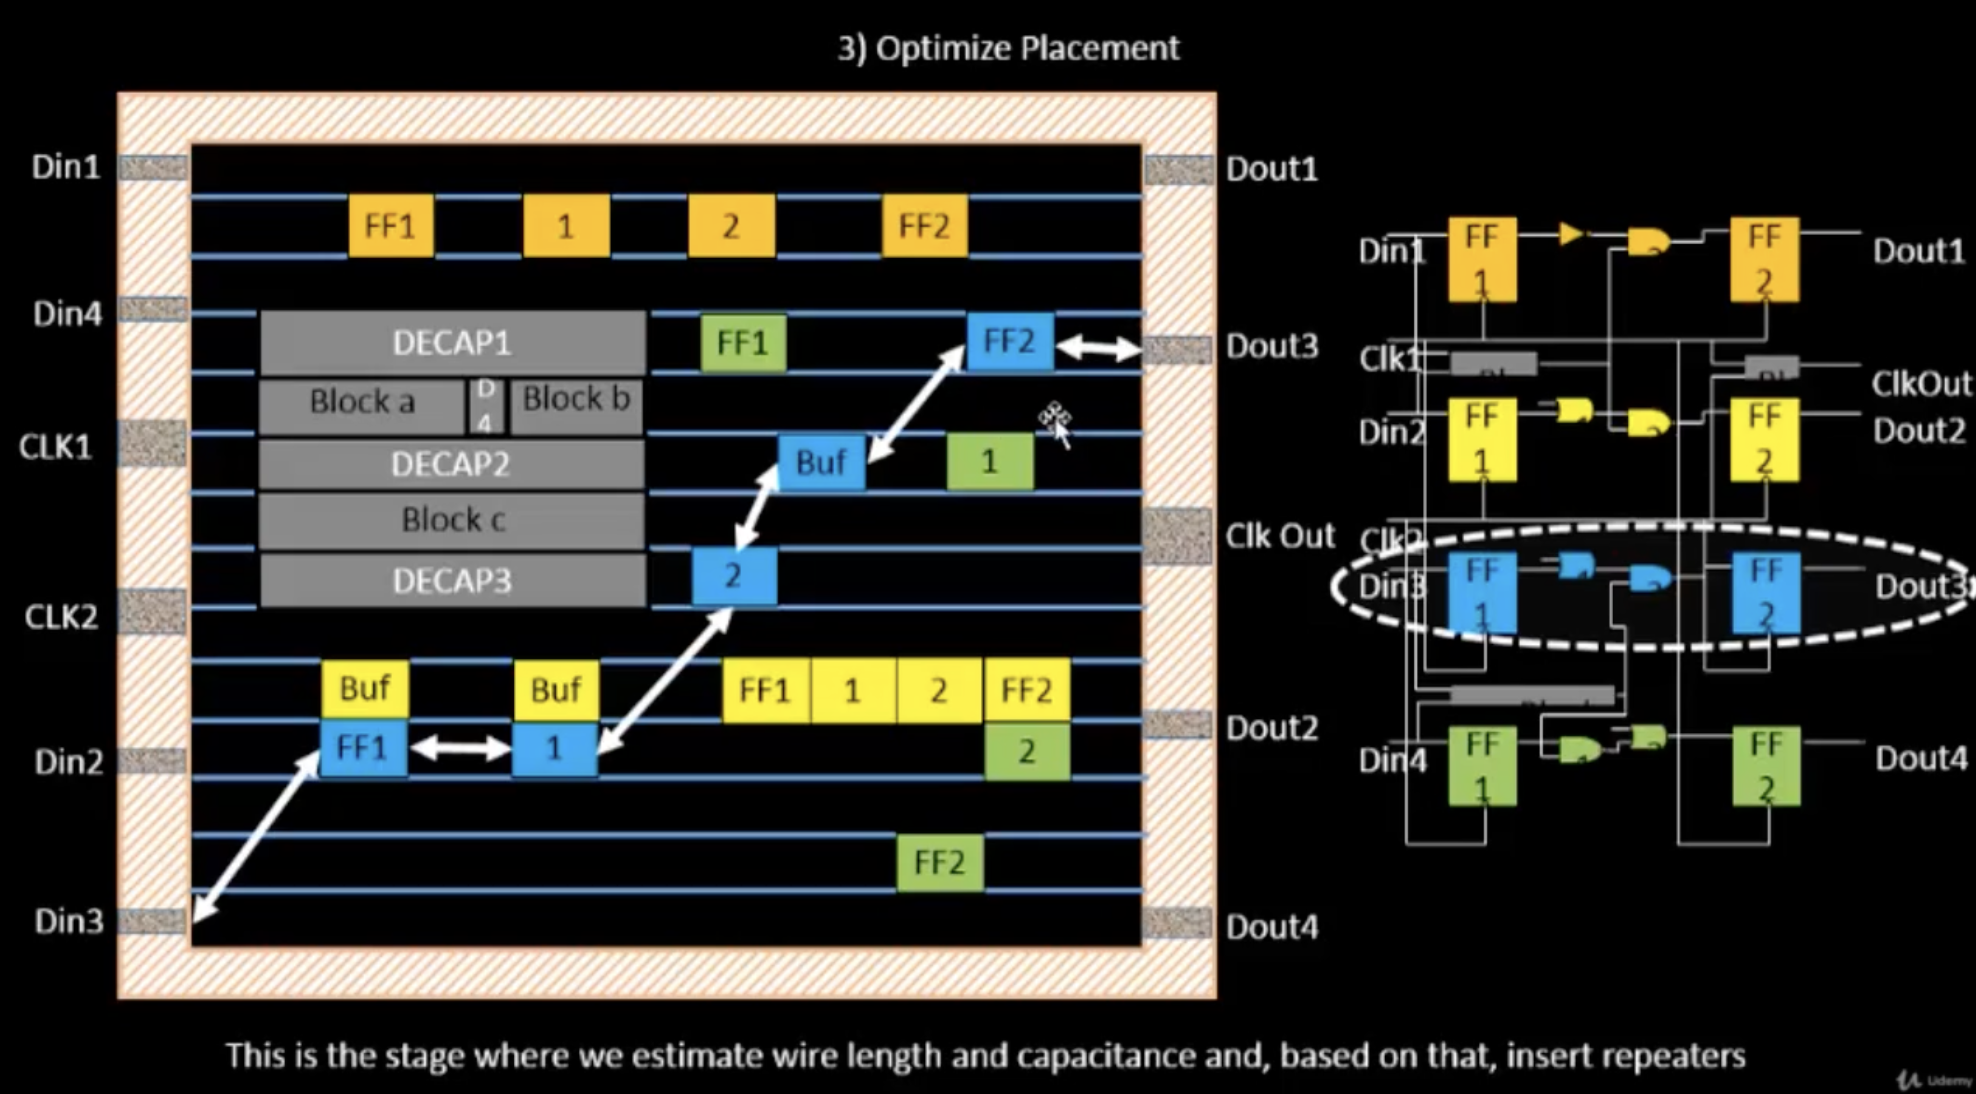 3) Optimize Placement
Din1
Dout1
FF1 1 2 FF2
Din4
DECAP1
FF1
FF2
Dout3
Block a
D
4
Block b
CLK1
DECAP2
Buf
1
Block c
Clk Out
DECAP3
2
CLK2
Buf
Buf
FF1 1 2 FF2
Dout2
FF1
1
2
Din2
FF2
Din3
Dout4
Din1
FF
1
FF
2
Dout1
Clk1
ClkOut
Din2
FF
1
FF
2
Dout2
Din3
FF
1
FF
2
Dout3
Din4
FF
1
FF
2
Dout4
This is the stage where we estimate wire length and capacitance and, based on that, insert repeaters
Udemy